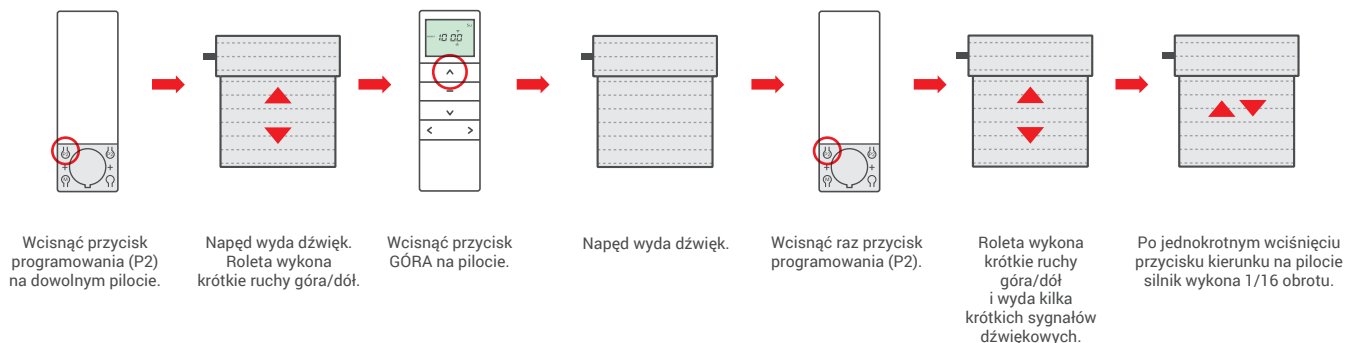 Wcisnąć przycisk
programowania (P2)
na dowolnym pilocie.
Napęd wyda dźwięk.
Roleta wykona
krótkie ruchy góra/dół.
Wcisnąć przycisk
GÓRA na pilocie.
Napęd wyda dźwięk.
Wcisnąć raz przycisk
programowania (P2).
Roleta wykona
krótkie ruchy
góra/dół
i wyda kilka
krótkich sygnałów
dźwiękowych.
Po jednokrotnym wciśnięciu
przycisku kierunku na pilocie
silnik wykona 1/16 obrotu.